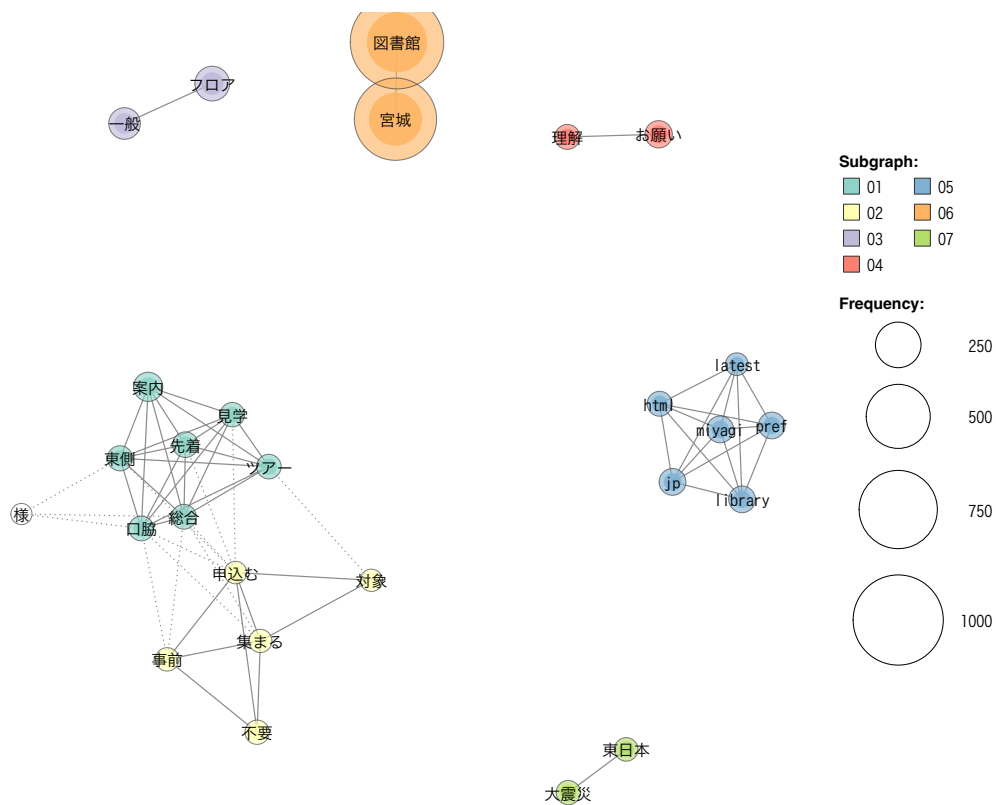 図書館
フロア
宮城
一般
理解
お願い
Subgraph:
01
05
02
06
03
07
04
Frequency:
250
500
750
1000
latest
html
miyagi
pref
jp
library
案内
見学
先着
東側
ツアー
様
総合
口脇
申込む
対象
集まる
事前
不要
東日本
大震災